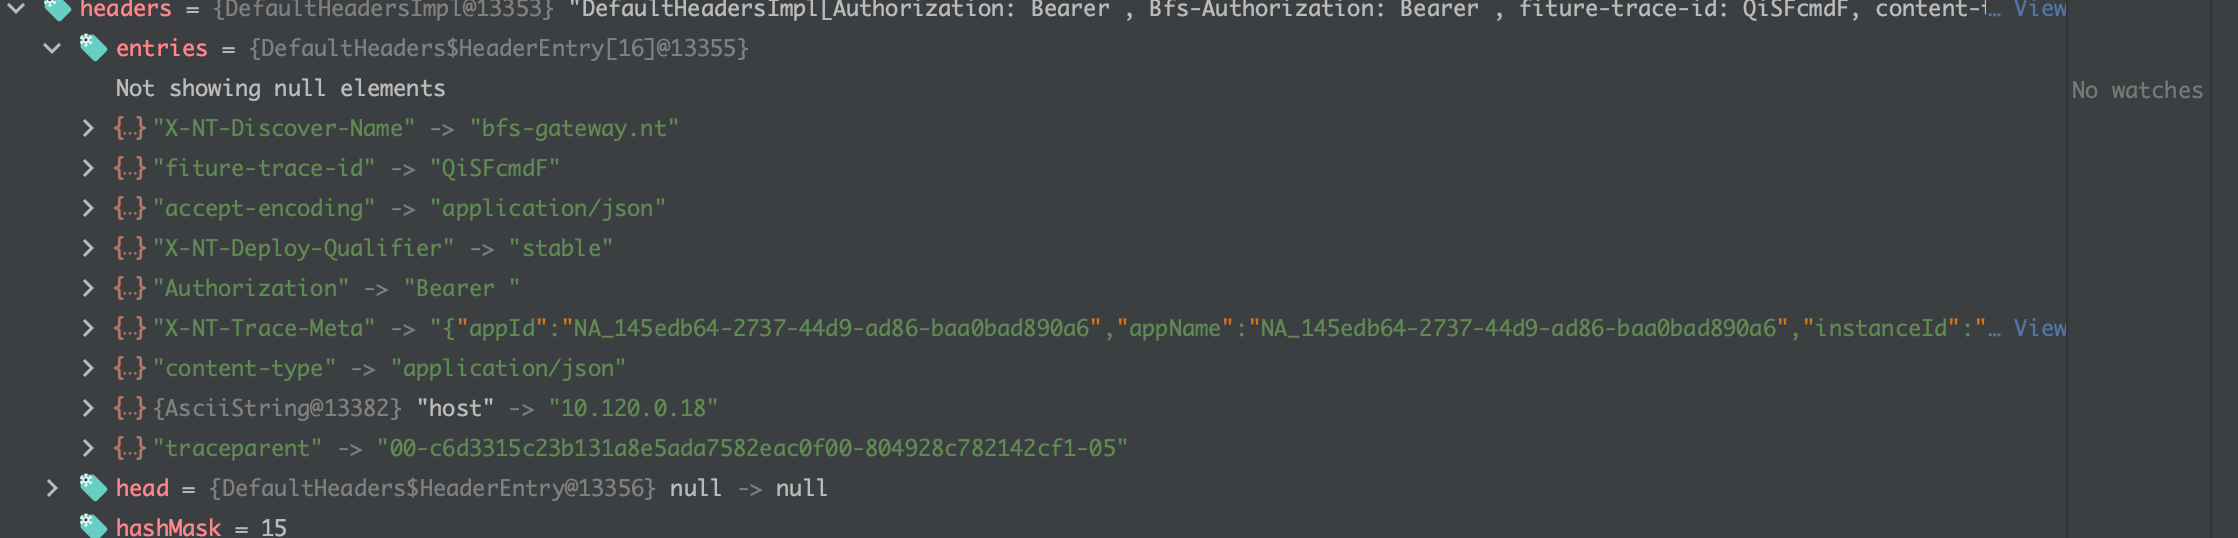 headers = {DefaultHeadersImpl@13353} "DefaultHeadersImpl[Authorization: Bearer , Bfs-Authorization: Bearer , fiture-trace-id: QiSFcmdF, content-t… View
entries = {DefaultHeaders$HeaderEntry[16]@13355}
Not showing null elements
No watches
{...} "X-NT-Discover-Name" -> "bfs-gateway.nt"
{...} "fiture-trace-id" -> "QiSFcmdF"
{...} "accept-encoding" -> "application/json"
{...} "X-NT-Deploy-Qualifier" -> "stable"
{...} "Authorization" -> "Bearer "
{...} "X-NT-Trace-Meta" -> "{"appId":"NA_145edb64-2737-44d9-ad86-baa0bad890a6","appName":"NA_145edb64-2737-44d9-ad86-baa0bad890a6","instanceId":"… View
{...} "content-type" -> "application/json"
{...} {AsciiString@13382} "host" -> "10.120.0.18"
{...} "traceparent" -> "00-c6d3315c23b131a8e5ada7582eac0f00-804928c782142cf1-05"
head = {DefaultHeaders$HeaderEntry@13356} null -> null
hashMask = 15